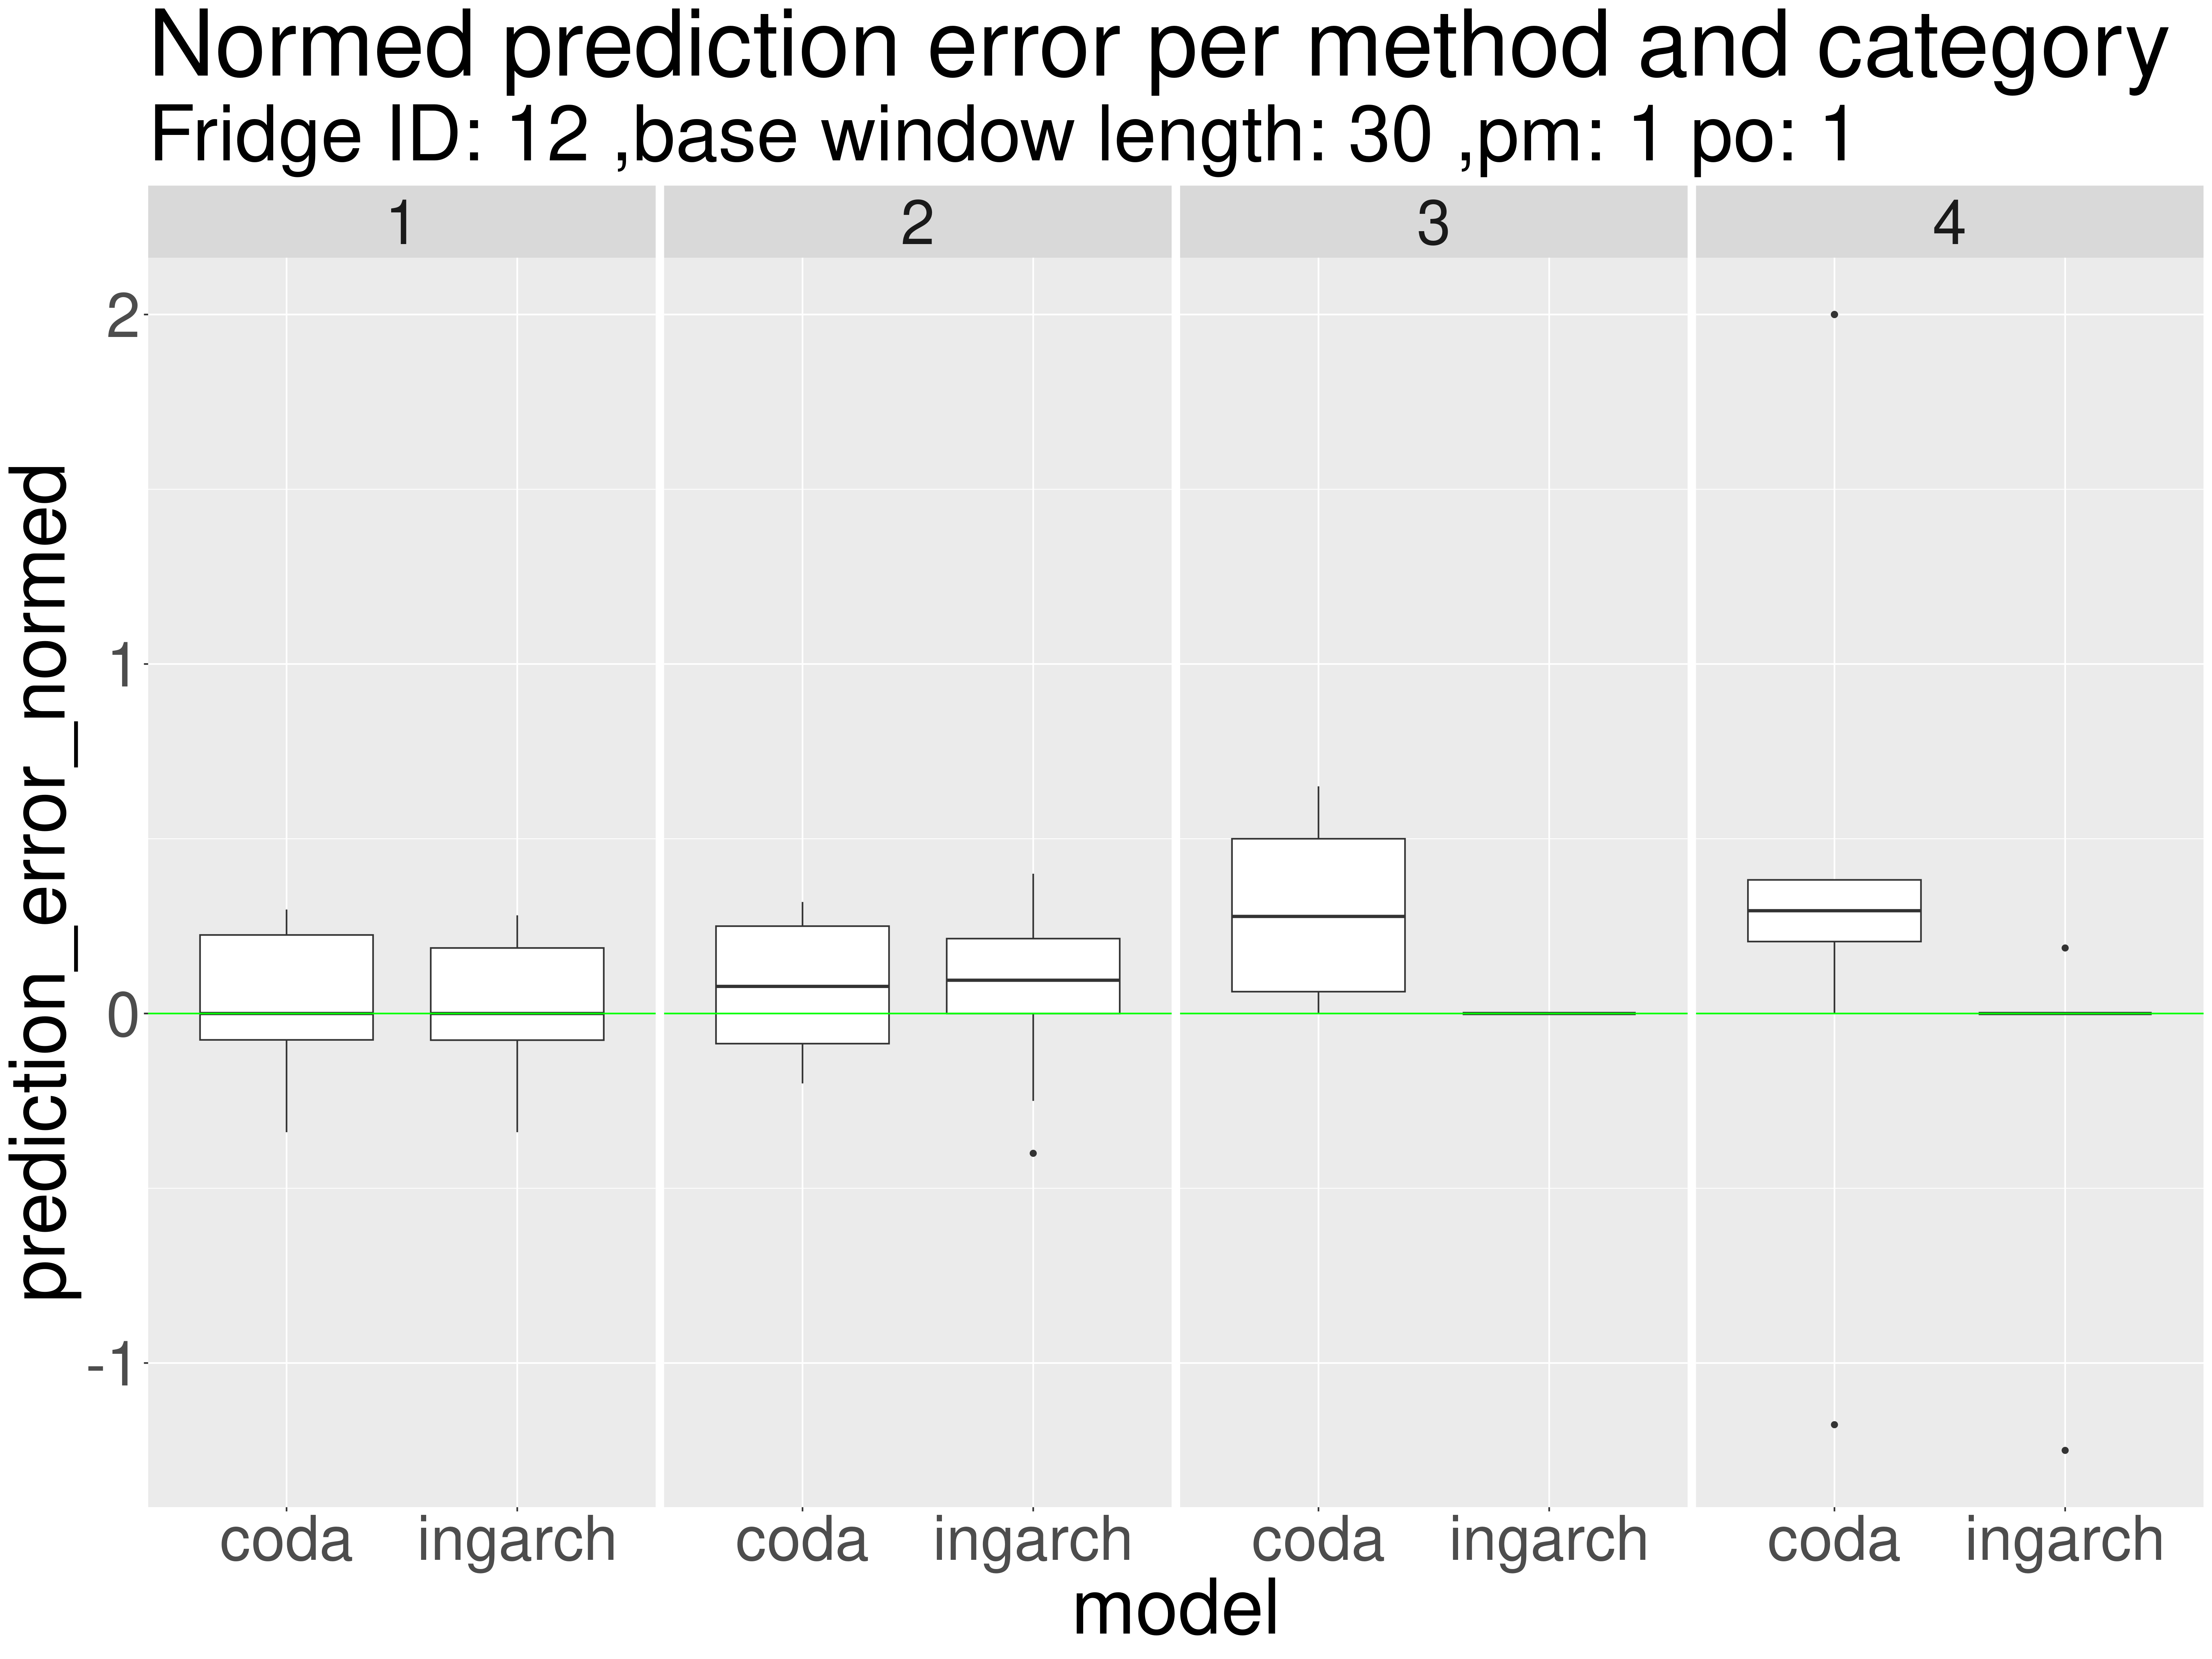 Normed prediction error per method and category
Fridge ID: 12 ,base window length: 30 ,pm: 1 po: 1
1 2 3 4
prediction_error_normed
2
1
0
-1
coda ingarch coda ingarch coda ingarch coda ingarch
model